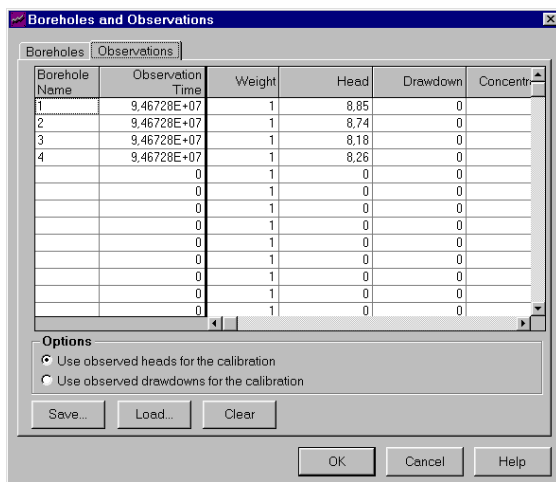 Boreholes and Observations
Boreholes Observations
Borehole Name Observation Time Weight Head Drawdown Concentr
1 9,46728E+07 1 8,85 0
2 9,46728E+07 1 8,74 0
3 9,46728E+07 1 8,18 0
4 9,46728E+07 1 8,26 0
0 1 0 0
0 1 0 0
0 1 0 0
0 1 0 0
0 1 0 0
0 1 0 0
0 1 0 0
0 1 0 0
0 1 0 0
Options
Use observed heads for the calibration
Use observed drawdowns for the calibration
Save... Load... Clear
OK Cancel Help